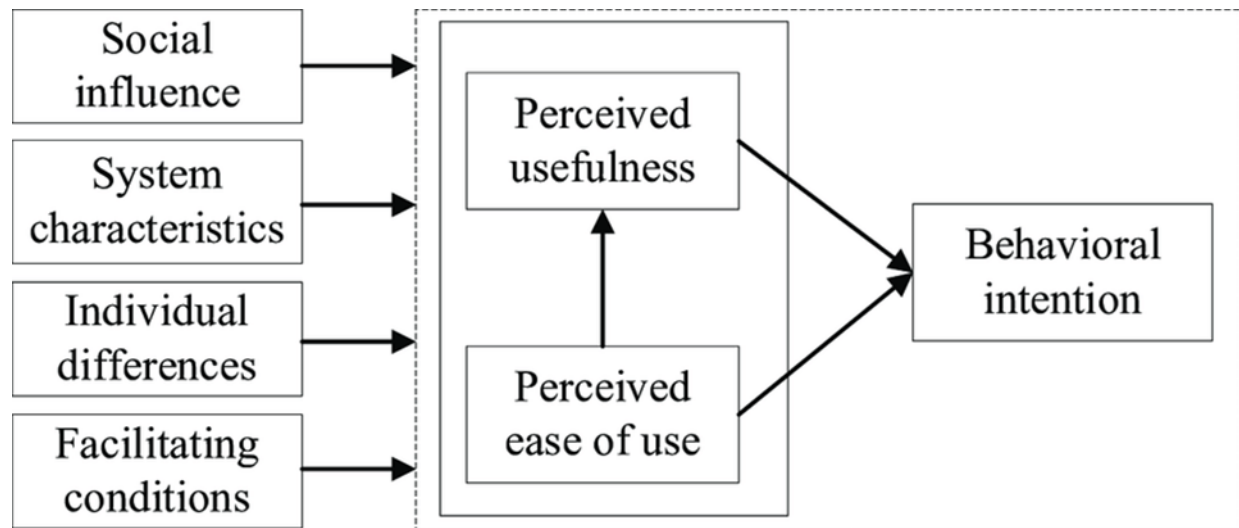 Social
influence
System
characteristics
Individual
differences
Facilitating
conditions
Perceived
usefulness
Perceived
ease of use
Behavioral
intention